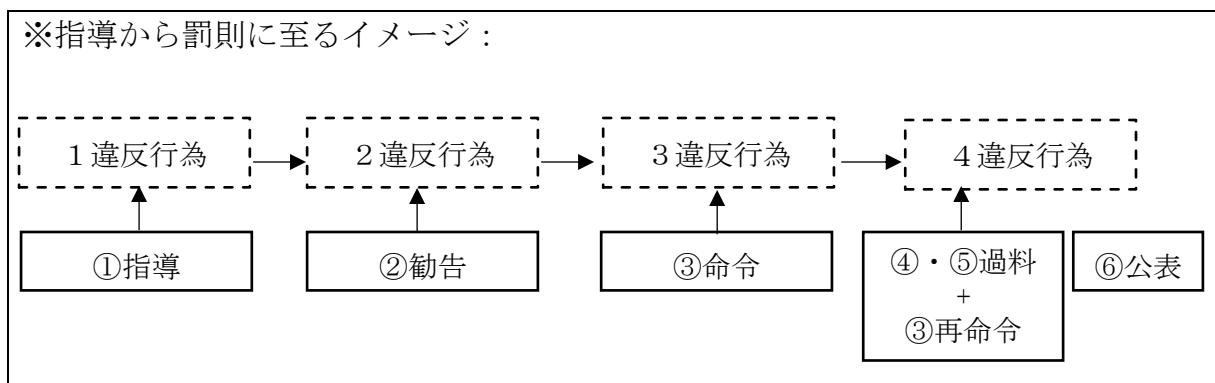 ※指導から罰則に至るイメージ：
１違反行為
２違反行為
３違反行為
４違反行為
①指導
②勧告
③命令
④・⑤過料
+
③再命令
⑥公表